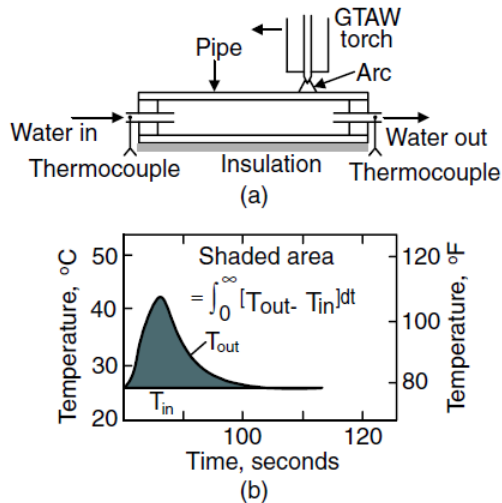 GTAW
torch
Pipe
Arc
Water in
Water out
Thermocouple
Insulation
Thermocouple
(a)
Temperature, °C
50
40
30
20
Shaded area
= ∫₀^∞ [Tout- Tin]dt
Tout
Tin
120
100
80
Temperature, °F
100
120
Time, seconds
(b)